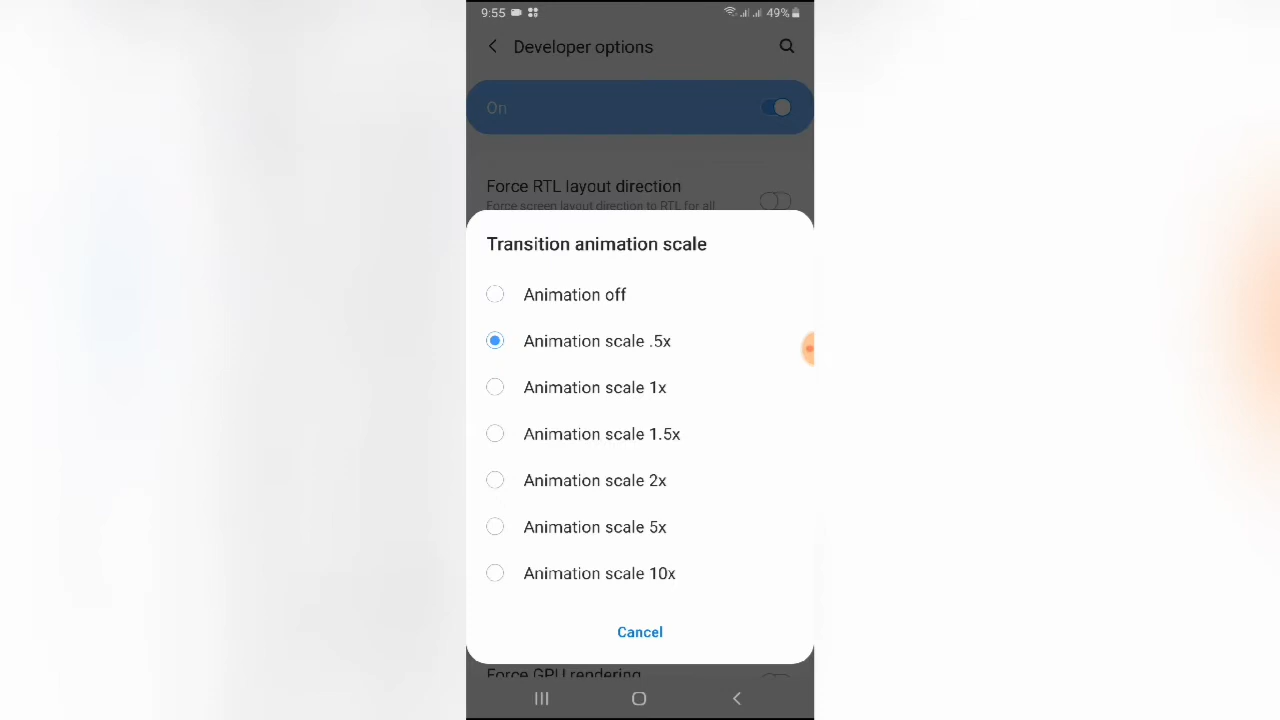 9:55 49%
Developer options
On
Force RTL layout direction
Force screen layout direction to RTL for all
Transition animation scale
Animation off
Animation scale .5x
Animation scale 1x
Animation scale 1.5x
Animation scale 2x
Animation scale 5x
Animation scale 10x
Cancel
Force GPU rendering